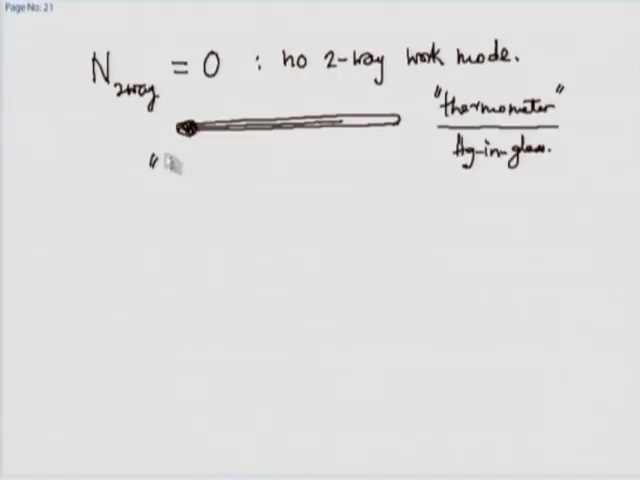 Page No: 21
N2way = 0 : no 2-way work mode.
"thermometer"
Hg-in-glass.
"